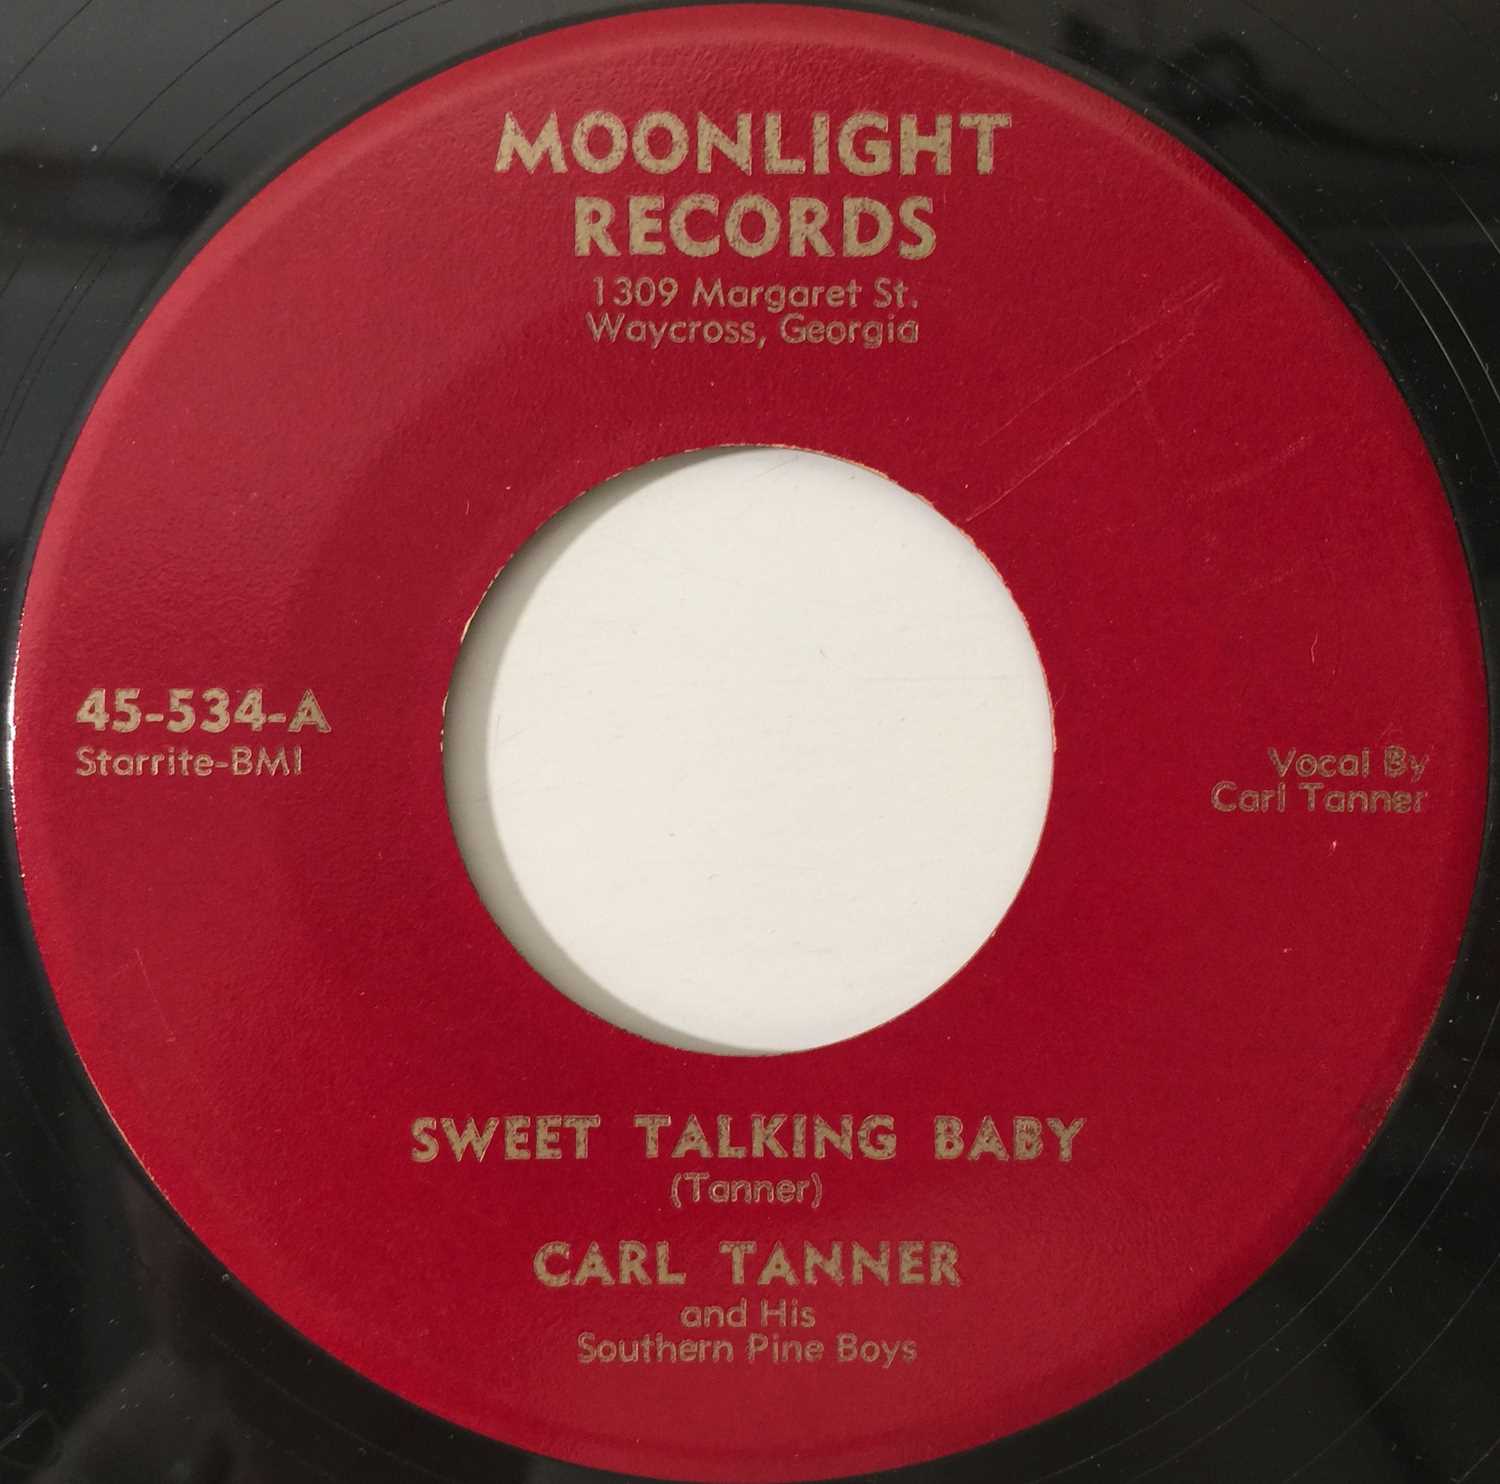 MOONLIGHT
RECORDS
1309 Margaret St.
Waycross, Georgia
45-534-A
Starrite-BMI
Vocal By
Carl Tanner
SWEET TALKING BABY
(Tanner)
CARL TANNER
and His
Southern Pine Boys